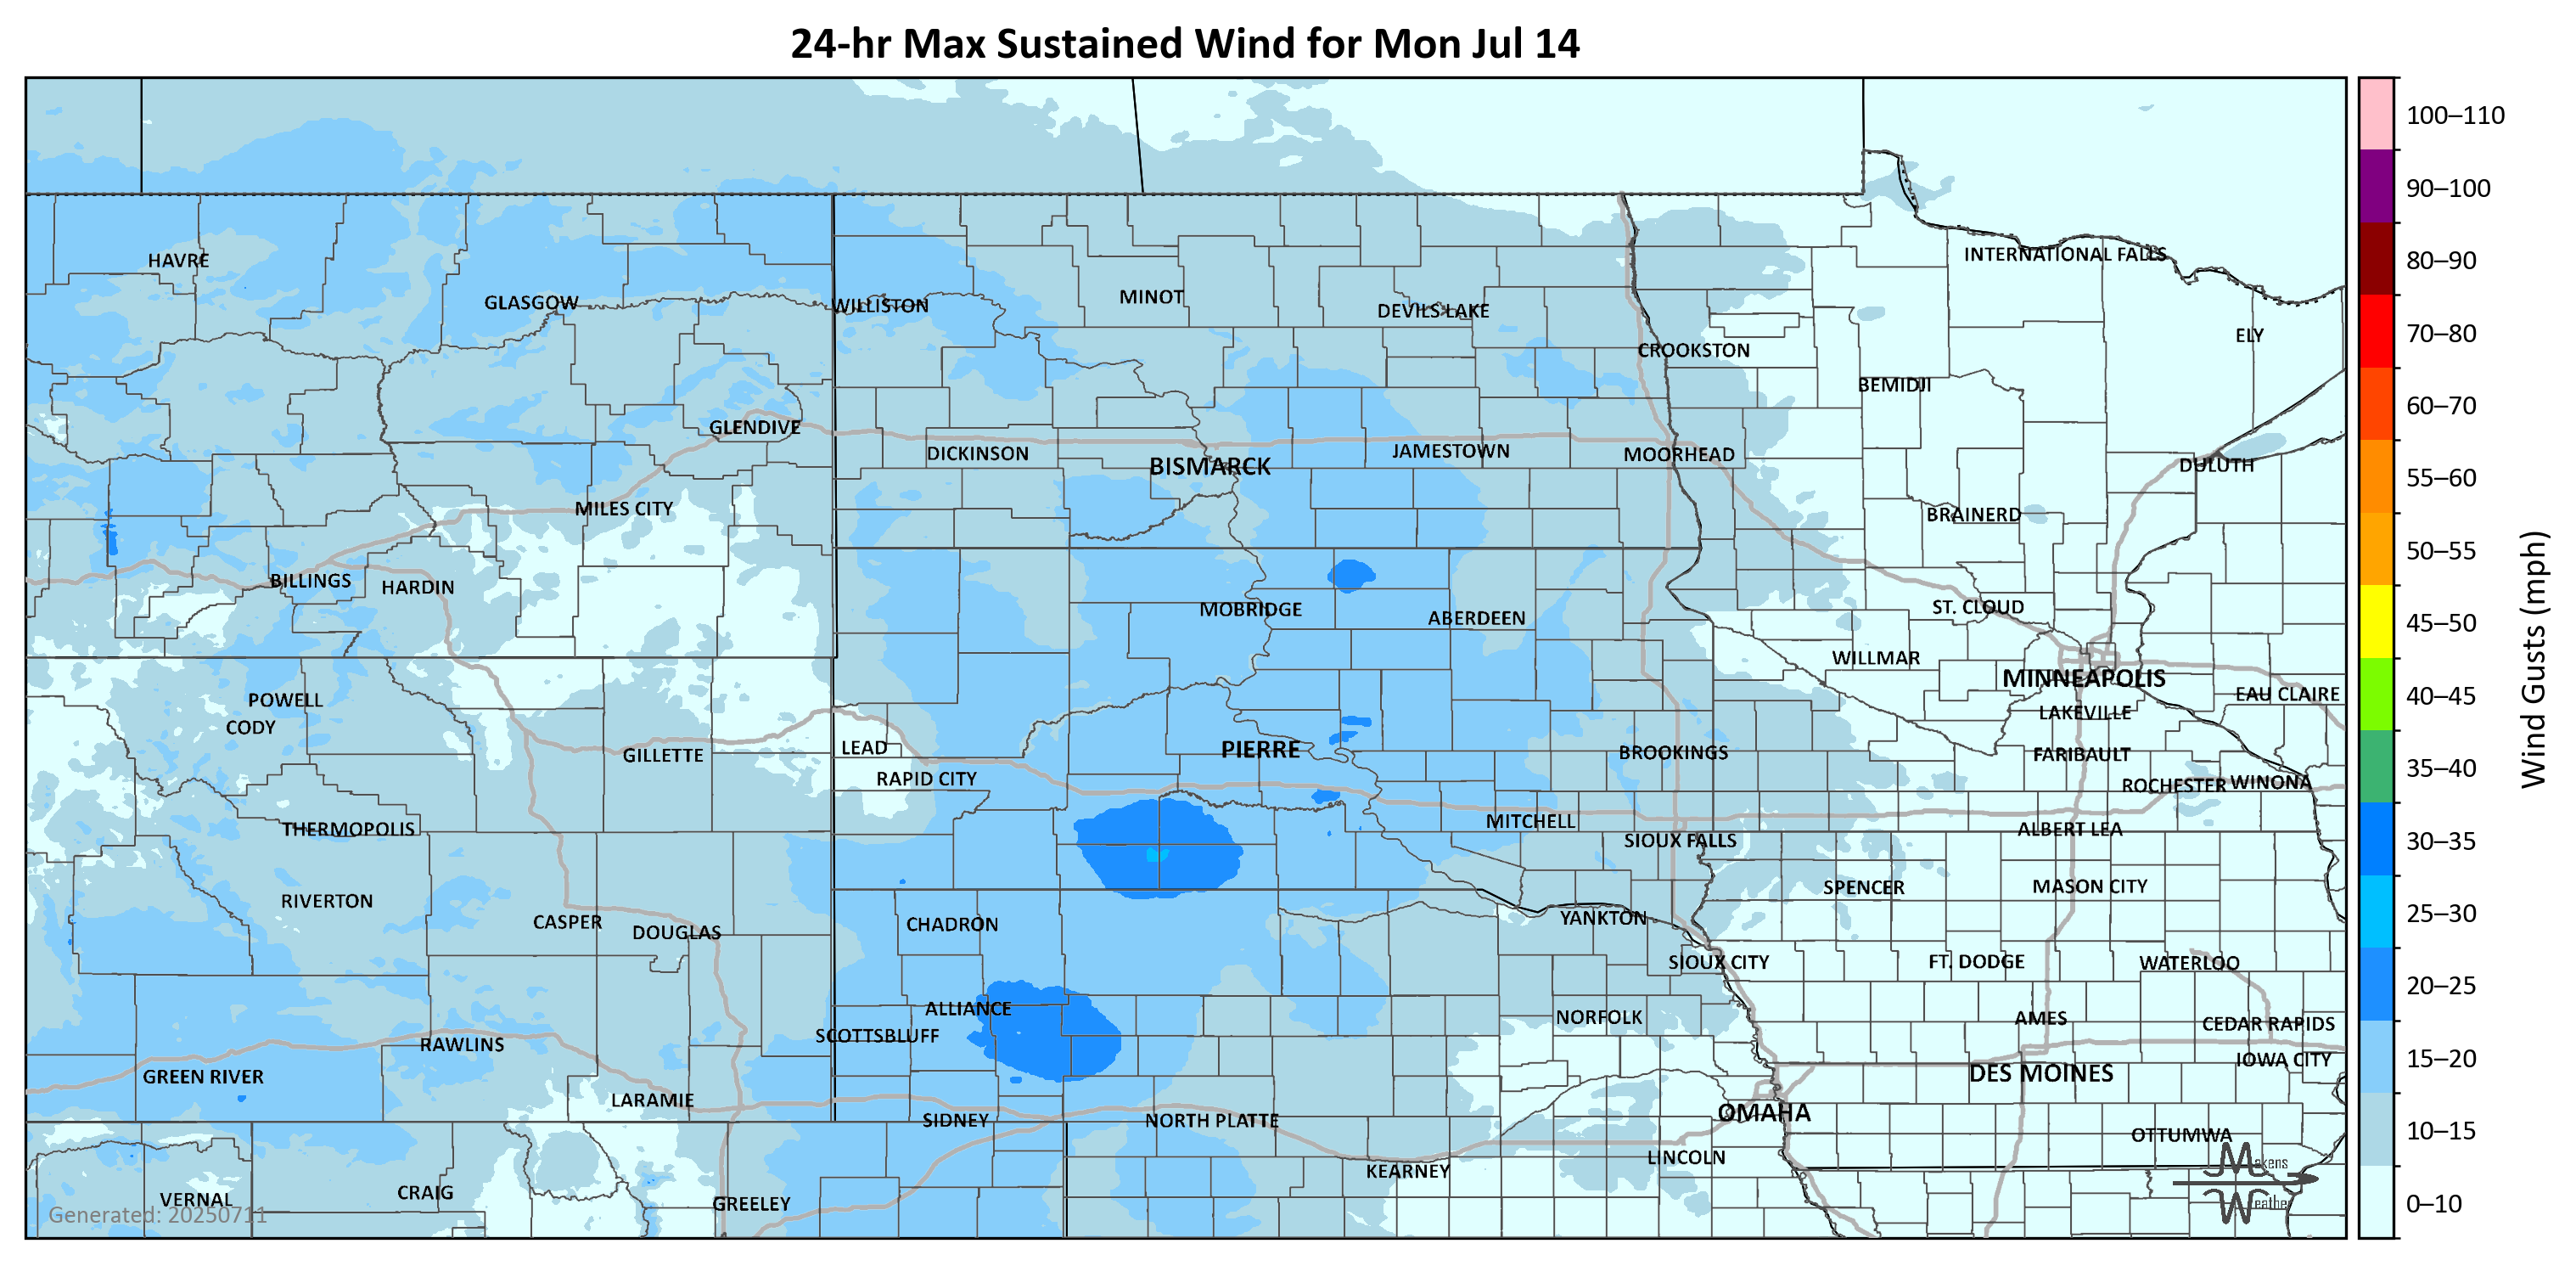 24-hr Max Sustained Wind for Mon Jul 14
100–110
90–100
80–90
70–80
60–70
55–60
50–55
45–50
40–45
35–40
30–35
25–30
20–25
15–20
10–15
0–10
Wind Gusts (mph)
HAVRE
GLASGOW
WILLISTON
MINOT
DEVILS LAKE
INTERNATIONAL FALLS
ELY
CROOKSTON
BEMIDJI
GLENDIVE
DICKINSON
BISMARCK
JAMESTOWN
MOORHEAD
DULUTH
MILES CITY
BRAINERD
BILLINGS
HARDIN
MOBRIDGE
ABERDEEN
ST. CLOUD
WILLMAR
MINNEAPOLIS
EAU CLAIRE
POWELL
CODY
LAKEVILLE
GILLETTE
LEAD
PIERRE
BROOKINGS
FARIBAULT
RAPID CITY
ROCHESTER
WINONA
THERMOPOLIS
MITCHELL
SIOUX FALLS
ALBERT LEA
RIVERTON
SPENCER
MASON CITY
CASPER
DOUGLAS
CHADRON
YANKTON
SIOUX CITY
FT. DODGE
WATERLOO
ALLIANCE
SCOTTSBLUFF
NORFOLK
AMES
CEDAR RAPIDS
RAWLINS
IOWA CITY
GREEN RIVER
DES MOINES
LARAMIE
SIDNEY
NORTH PLATTE
OMAHA
OTTUMWA
LINCOLN
KEARNEY
VERNAL
CRAIG
GREELEY
Makens
Weather
Generated: 20250711